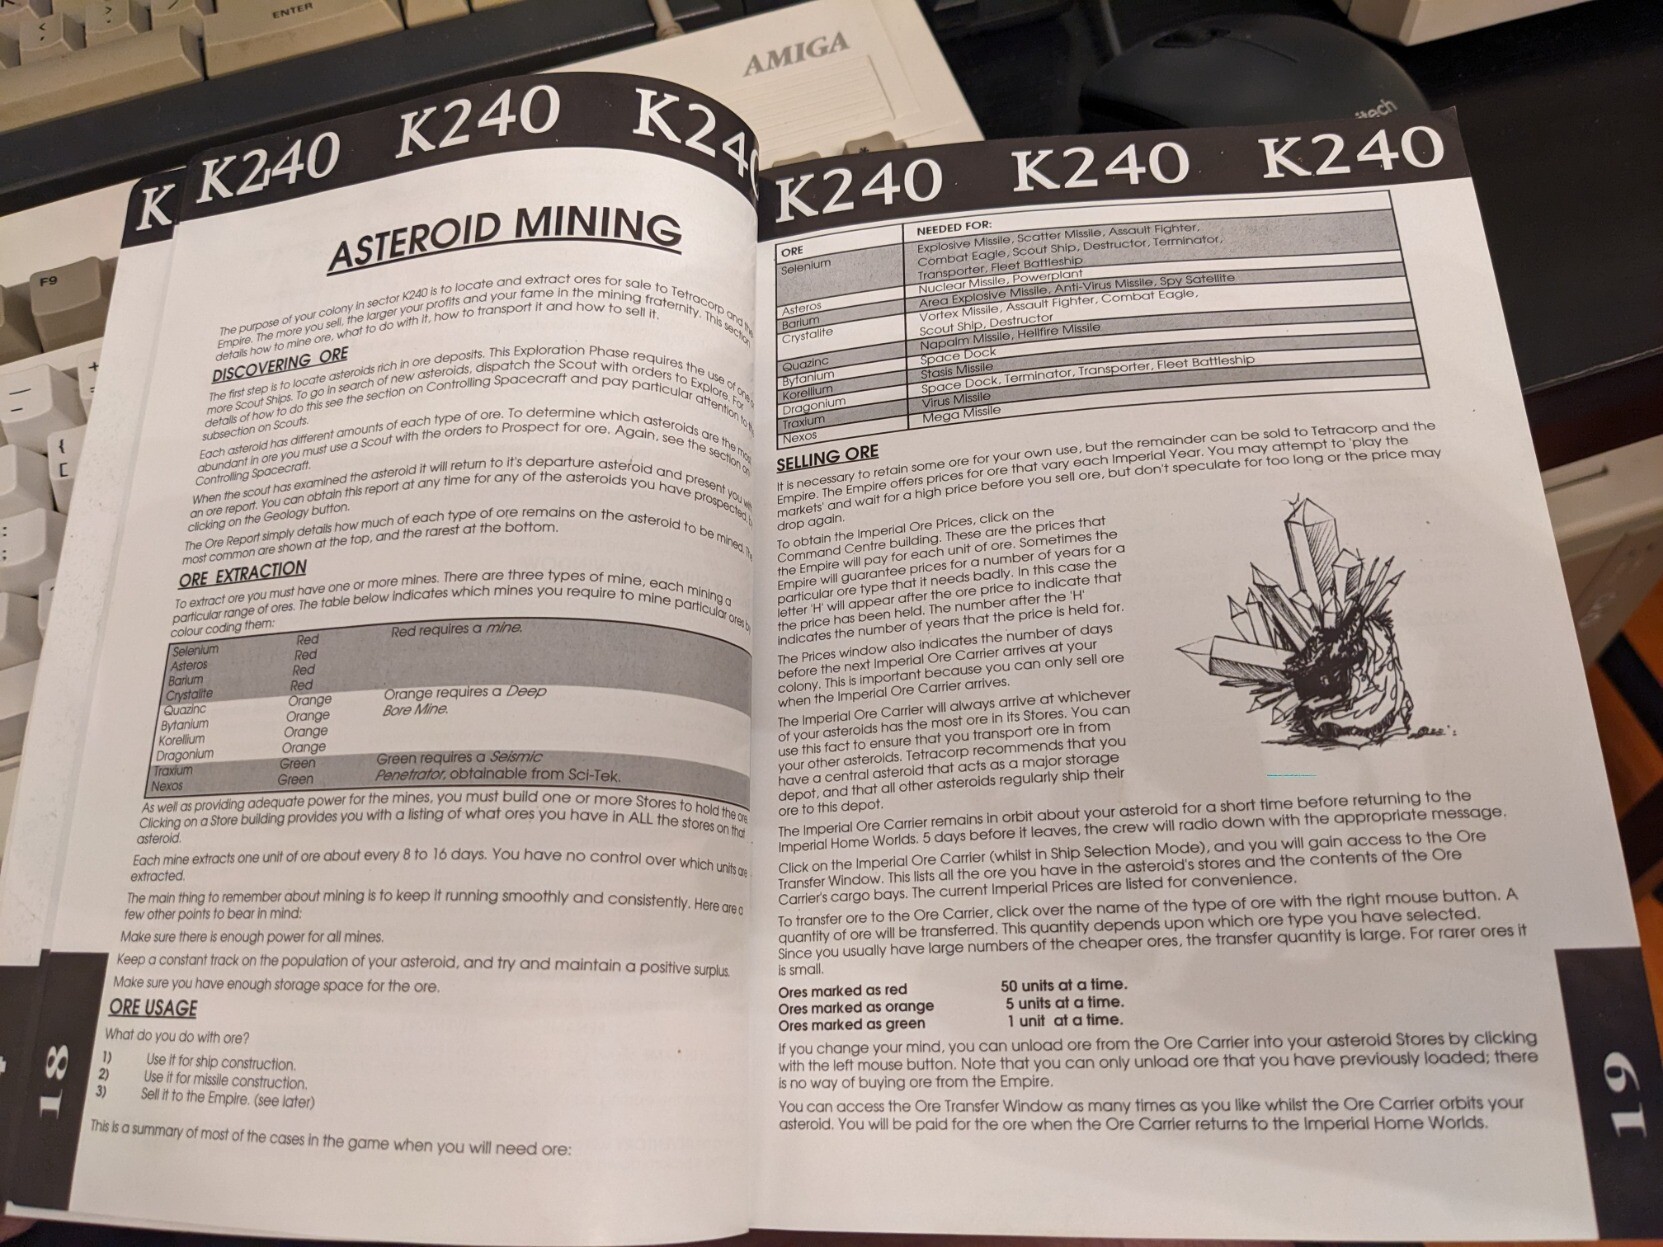 ENTER
AMIGA
F9
K
K240 K240 K240
ASTEROID MINING
The purpose of your colony in sector K240 is to locate and extract ores for sale to Tetracorp and the
Empire. The more you sell, the larger your profits and your fame in the mining fraternity. This section
details how to mine ore, what to do with it, how to transport it and how to sell it.
DISCOVERING ORE
The first step is to locate asteroids rich in ore deposits. This Exploration Phase requires the use of one
more Scout Ships. To go in search of new asteroids, dispatch the Scout with orders to Explore. For
details of how to do this see the section on Controlling Spacecraft and pay particular attention to
subsection on Scouts.
Each asteroid has different amounts of each type of ore. To determine which asteroids are the most
abundant in ore you must use a Scout with the orders to Prospect for ore. Again, see the section on
Controlling Spacecraft.
When the scout has examined the asteroid it will return to it's departure asteroid and present you with
an ore report. You can obtain this report at any time for any of the asteroids you have prospected,
clicking on the Geology button.
The Ore Report simply details how much of each type of ore remains on the asteroid to be mined.
most common are shown at the top, and the rarest at the bottom.
ORE EXTRACTION
To extract ore you must have one or more mines. There are three types of mine, each mining a
particular range of ores. The table below indicates which mines you require to mine particular ores by
colour coding them:
Selenium Red Red requires a mine.
Asteros Red
Barium Red
Crystalite Red
Quazinc Orange Orange requires a Deep
Bytanium Orange Bore Mine.
Korellium Orange
Dragonium Orange
Traxium Green Green requires a Seismic
Nexos Green Penetrator, obtainable from Sci-Tek.
As well as providing adequate power for the mines, you must build one or more Stores to hold the ore.
Clicking on a Store building provides you with a listing of what ores you have in ALL the stores on that
asteroid.
Each mine extracts one unit of ore about every 8 to 16 days. You have no control over which units are
extracted.
The main thing to remember about mining is to keep it running smoothly and consistently. Here are a
few other points to bear in mind:
Make sure there is enough power for all mines.
Keep a constant track on the population of your asteroid, and try and maintain a positive surplus.
Make sure you have enough storage space for the ore.
ORE USAGE
What do you do with ore?
1) Use it for ship construction.
2) Use it for missile construction.
3) Sell it to the Empire. (see later)
This is a summary of most of the cases in the game when you will need ore:
18
K240 K240 K240
ORE NEEDED FOR:
Selenium Explosive Missile, Scatter Missile, Assault Fighter,
Combat Eagle, Scout Ship, Destructor, Terminator,
Transporter, Fleet Battleship
Asteros Nuclear Missile, Powerplant
Barium Area Explosive Missile, Anti-Virus Missile, Spy Satellite
Crystalite Vortex Missile, Assault Fighter, Combat Eagle,
Scout Ship, Destructor
Quazinc Napalm Missile, Hellfire Missile
Bytanium Space Dock
Korellium Stasis Missile
Dragonium Space Dock, Terminator, Transporter, Fleet Battleship
Traxium Virus Missile
Nexos Mega Missile
SELLING ORE
It is necessary to retain some ore for your own use, but the remainder can be sold to Tetracorp and the
Empire. The Empire offers prices for ore that vary each Imperial Year. You may attempt to 'play the
markets' and wait for a high price before you sell ore, but don't speculate for too long or the price may
drop again.
To obtain the Imperial Ore Prices, click on the
Command Centre building. These are the prices that
the Empire will pay for each unit of ore. Sometimes the
Empire will guarantee prices for a number of years for a
particular ore type that it needs badly. In this case the
letter 'H' will appear after the ore price to indicate that
the price has been held. The number after the 'H'
indicates the number of years that the price is held for.
The Prices window also indicates the number of days
before the next Imperial Ore Carrier arrives at your
colony. This is important because you can only sell ore
when the Imperial Ore Carrier arrives.
The Imperial Ore Carrier will always arrive at whichever
of your asteroids has the most ore in its Stores. You can
use this fact to ensure that you transport ore in from
your other asteroids. Tetracorp recommends that you
have a central asteroid that acts as a major storage
depot, and that all other asteroids regularly ship their
ore to this depot.
The Imperial Ore Carrier remains in orbit about your asteroid for a short time before returning to the
Imperial Home Worlds. 5 days before it leaves, the crew will radio down with the appropriate message.
Click on the Imperial Ore Carrier (whilst in Ship Selection Mode), and you will gain access to the Ore
Transfer Window. This lists all the ore you have in the asteroid's stores and the contents of the Ore
Carrier's cargo bays. The current Imperial Prices are listed for convenience.
To transfer ore to the Ore Carrier, click over the name of the type of ore with the right mouse button. A
quantity of ore will be transferred. This quantity depends upon which ore type you have selected.
Since you usually have large numbers of the cheaper ores, the transfer quantity is large. For rarer ores it
is small.
Ores marked as red 50 units at a time.
Ores marked as orange 5 units at a time.
Ores marked as green 1 unit at a time.
If you change your mind, you can unload ore from the Ore Carrier into your asteroid Stores by clicking
with the left mouse button. Note that you can only unload ore that you have previously loaded; there
is no way of buying ore from the Empire.
You can access the Ore Transfer Window as many times as you like whilst the Ore Carrier orbits your
asteroid. You will be paid for the ore when the Ore Carrier returns to the Imperial Home Worlds.
19